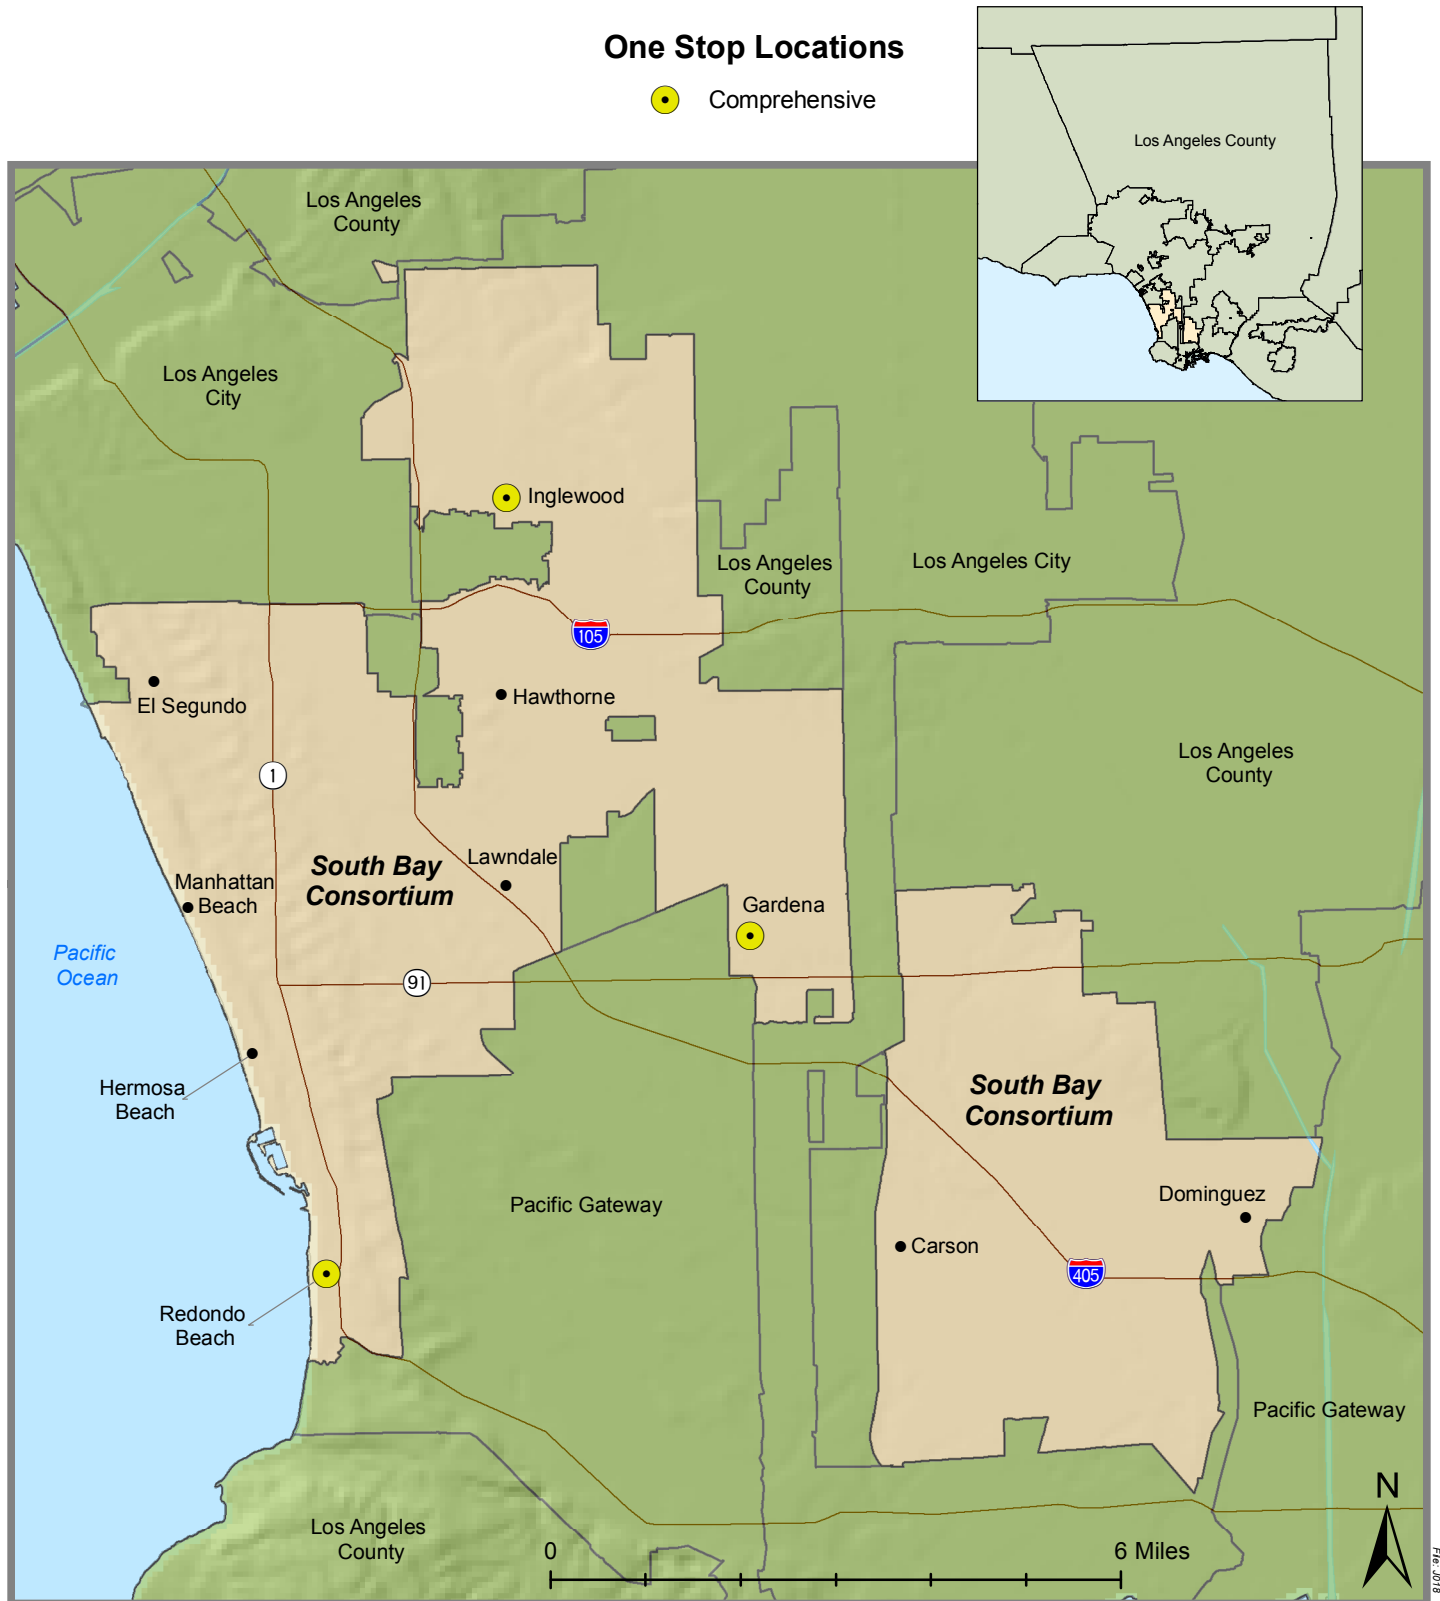 One Stop Locations
Comprehensive
Los Angeles County
Los Angeles
County
Los Angeles
City
Inglewood
Los Angeles
County
Los Angeles City
105
El Segundo
Hawthorne
Los Angeles
County
1
South Bay
Consortium
Lawndale
Manhattan
Beach
Gardena
Pacific
Ocean
91
Hermosa
Beach
South Bay
Consortium
Pacific Gateway
Dominguez
Carson
405
Redondo
Beach
Pacific Gateway
N
Los Angeles
County
0
6 Miles
File: J018